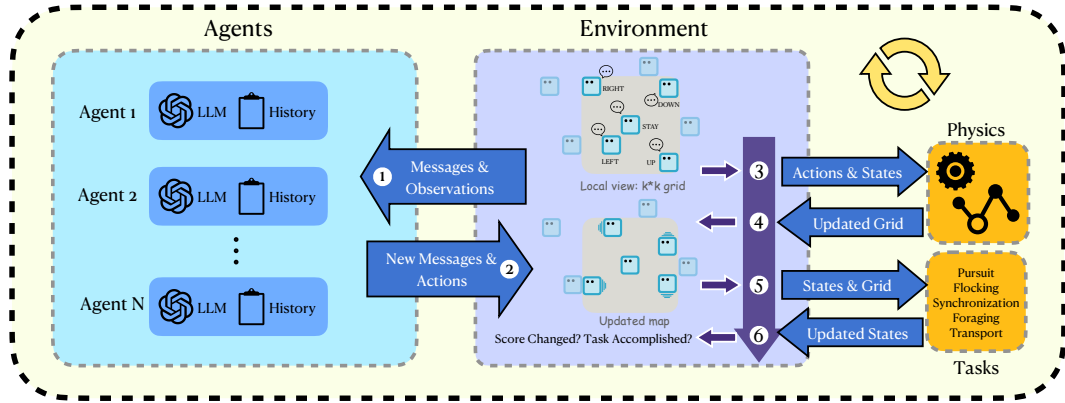 Agents
Agent 1
LLM
History
Agent 2
LLM
History
Agent N
LLM
History
1
Messages &
Observations
New Messages &
Actions
2
Environment
RIGHT
DOWN
STAY
LEFT
UP
Local view: k*k grid
Updated map
Score Changed? Task Accomplished?
3
4
5
6
Actions & States
Updated Grid
States & Grid
Updated States
Physics
Pursuit
Flocking
Synchronization
Foraging
Transport
Tasks